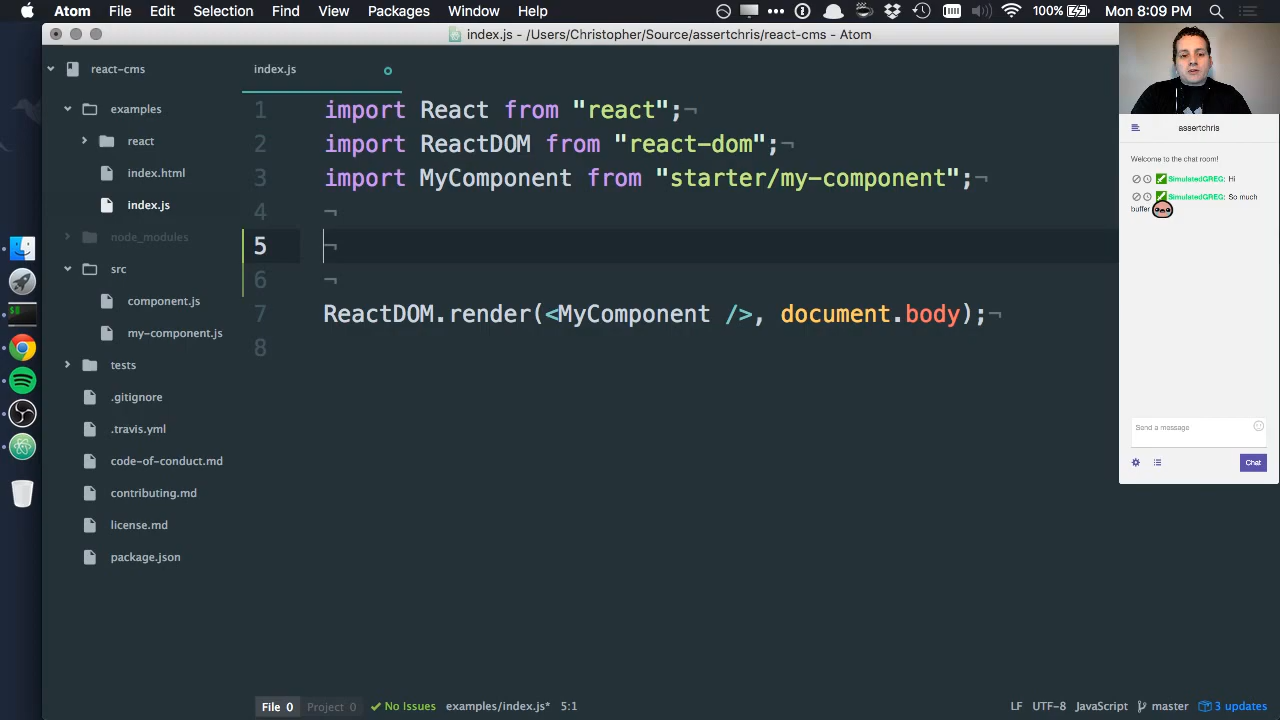 Atom File Edit Selection Find View Packages Window Help 100% Mon 8:09 PM
index.js - /Users/Christopher/Source/assertchris/react-cms - Atom
react-cms
examples
react
index.html
index.js
node_modules
src
component.js
my-component.js
tests
.gitignore
.travis.yml
code-of-conduct.md
contributing.md
license.md
package.json
index.js
1 import React from "react";¬
2 import ReactDOM from "react-dom";¬
3 import MyComponent from "starter/my-component";¬
4 ¬
5 ¬
6 ¬
7 ReactDOM.render(<MyComponent />, document.body);¬
8
assertchris
Welcome to the chat room!
SimulatedGREG: Hi
SimulatedGREG: So much
buffer
Send a message
Chat
File 0 Project 0 No Issues examples/index.js* 5:1 LF UTF-8 JavaScript master 3 updates